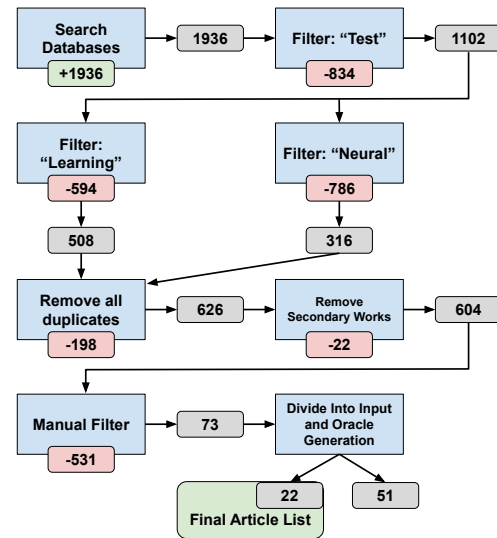 Search
Databases
+1936
1936
Filter: “Test”
-834
1102
Filter:
“Learning”
-594
508
Filter: “Neural”
-786
316
Remove all
duplicates
-198
626
Remove
Secondary Works
-22
604
Manual Filter
-531
73
Divide Into Input
and Oracle
Generation
22
Final Article List
51